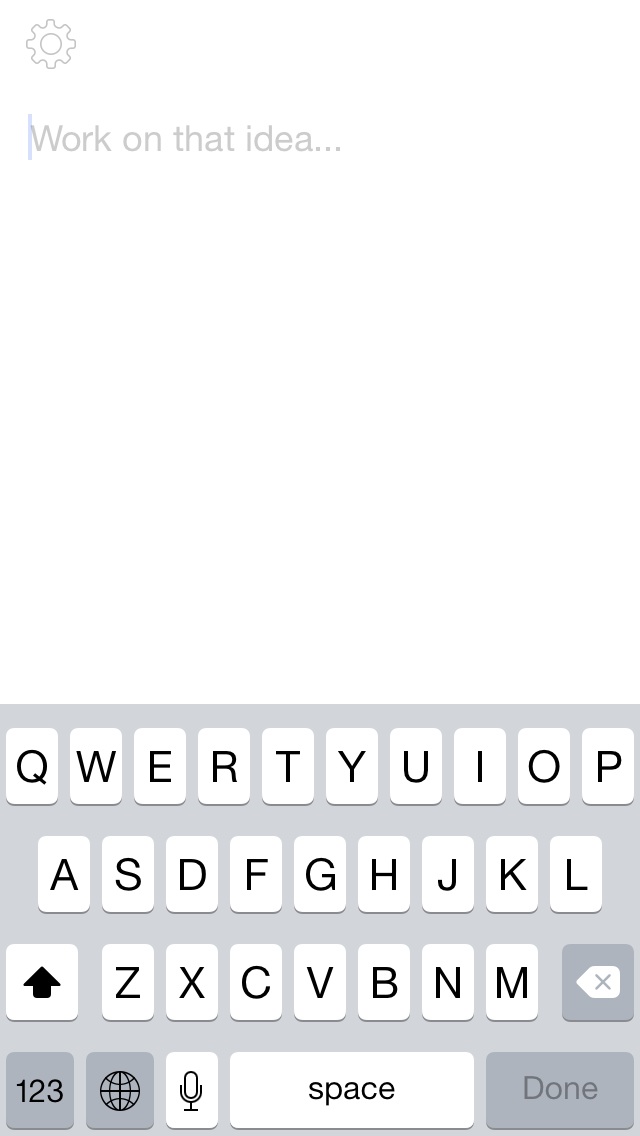 Work on that idea...
Q W E R T Y U I O P
A S D F G H J K L
Z X C V B N M
123 space Done